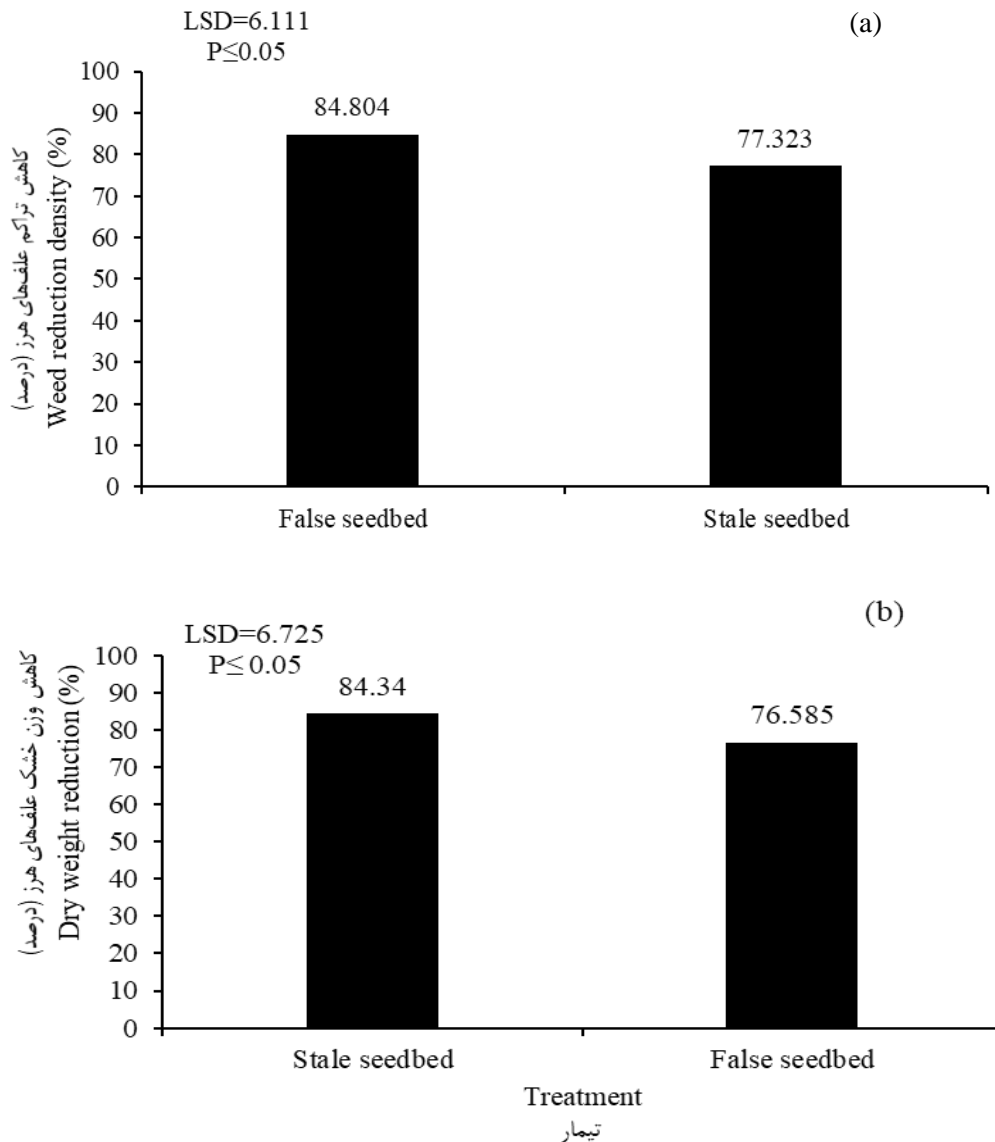 LSD=6.111
P≤0.05
(a)
کاهش تراکم علف‌های هرز (درصد)
Weed reduction density (%)
100
90
80
70
60
50
40
30
20
10
0
84.804
77.323
False seedbed
Stale seedbed
(b)
LSD=6.725
P≤ 0.05
کاهش وزن خشک علف‌های هرز (درصد)
Dry weight reduction (%)
100
90
80
70
60
50
40
30
20
10
0
84.34
76.585
Stale seedbed
False seedbed
Treatment
تیمار